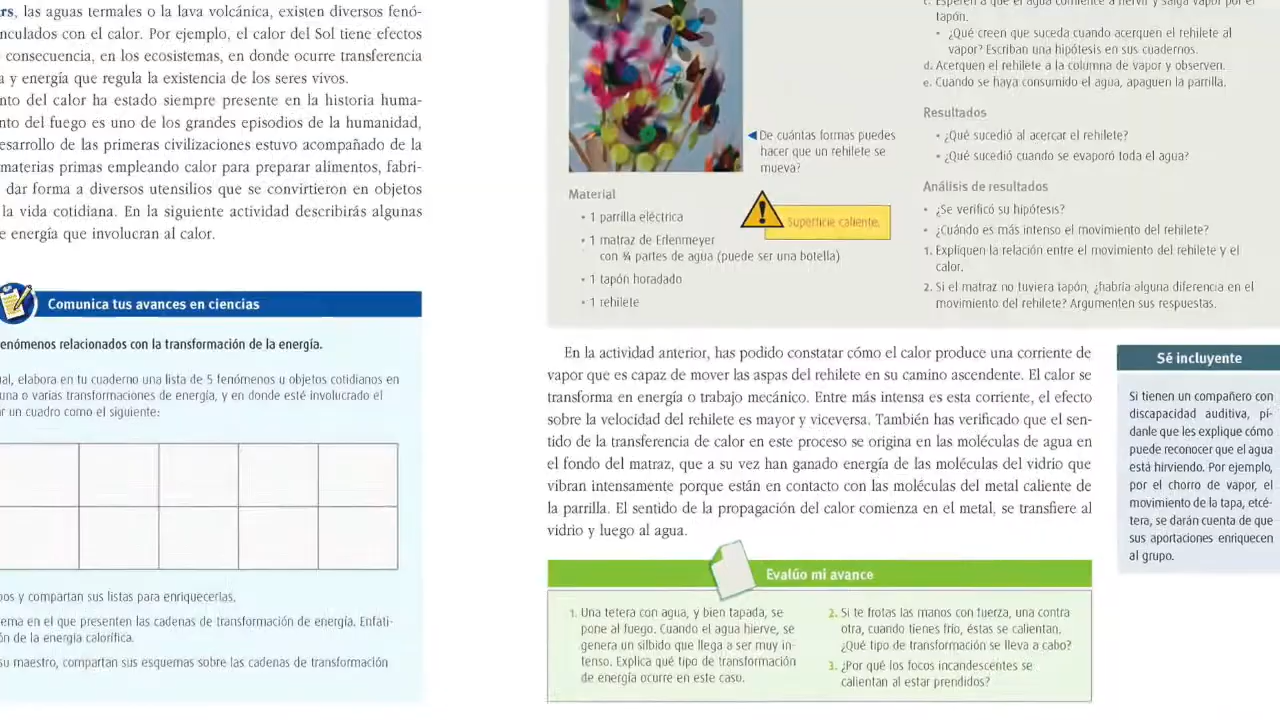 rs, las aguas termales o la lava volcánica, existen diversos fenó-
nculados con el calor. Por ejemplo, el calor del Sol tiene efectos
consecuencia, en los ecosistemas, en donde ocurre transferencia
a y energía que regula la existencia de los seres vivos.
nto del calor ha estado siempre presente en la historia huma-
nto del fuego es uno de los grandes episodios de la humanidad,
esarrollo de las primeras civilizaciones estuvo acompañado de la
materias primas empleando calor para preparar alimentos, fabri-
dar forma a diversos utensilios que se convirtieron en objetos
la vida cotidiana. En la siguiente actividad describirás algunas
e energía que involucran al calor.
Comunica tus avances en ciencias
enómenos relacionados con la transformación de la energía.
ual, elabora en tu cuaderno una lista de 5 fenómenos u objetos cotidianos en
una o varias transformaciones de energía, y en donde esté involucrado el
ar un cuadro como el siguiente:
pos y compartan sus listas para enriquecerlas.
ema en el que presenten las cadenas de transformación de energía. Enfati-
ón de la energía calorífica.
su maestro, compartan sus esquemas sobre las cadenas de transformación
◀ De cuántas formas puedes
hacer que un rehilete se
mueva?
Material
• 1 parrilla eléctrica
• 1 matraz de Erlenmeyer
con ¾ partes de agua (puede ser una botella)
• 1 tapón horadado
• 1 rehilete
Superficie caliente.
c. Esperen a que el agua comience a hervir y salga vapor por el
tapón.
• ¿Qué creen que suceda cuando acerquen el rehilete al
vapor? Escriban una hipótesis en sus cuadernos.
d. Acerquen el rehilete a la columna de vapor y observen.
e. Cuando se haya consumido el agua, apaguen la parrilla.
Resultados
• ¿Qué sucedió al acercar el rehilete?
• ¿Qué sucedió cuando se evaporó toda el agua?
Análisis de resultados
• ¿Se verificó su hipótesis?
• ¿Cuándo es más intenso el movimiento del rehilete?
1. Expliquen la relación entre el movimiento del rehilete y el
calor.
2. Si el matraz no tuviera tapón, ¿habría alguna diferencia en el
movimiento del rehilete? Argumenten sus respuestas.
En la actividad anterior, has podido constatar cómo el calor produce una corriente de
vapor que es capaz de mover las aspas del rehilete en su camino ascendente. El calor se
transforma en energía o trabajo mecánico. Entre más intensa es esta corriente, el efecto
sobre la velocidad del rehilete es mayor y viceversa. También has verificado que el sen-
tido de la transferencia de calor en este proceso se origina en las moléculas de agua en
el fondo del matraz, que a su vez han ganado energía de las moléculas del vidrio que
vibran intensamente porque están en contacto con las moléculas del metal caliente de
la parrilla. El sentido de la propagación del calor comienza en el metal, se transfiere al
vidrio y luego al agua.
Sé incluyente
Si tienen un compañero con
discapacidad auditiva, pí-
danle que les explique cómo
puede reconocer que el agua
está hirviendo. Por ejemplo,
por el chorro de vapor, el
movimiento de la tapa, etcé-
tera, se darán cuenta de que
sus aportaciones enriquecen
al grupo.
Evalúo mi avance
1. Una tetera con agua, y bien tapada, se
pone al fuego. Cuando el agua hierve, se
genera un silbido que llega a ser muy in-
tenso. Explica qué tipo de transformación
de energía ocurre en este caso.
2. Si te frotas las manos con fuerza, una contra
otra, cuando tienes frío, éstas se calientan.
¿Qué tipo de transformación se lleva a cabo?
3. ¿Por qué los focos incandescentes se
calientan al estar prendidos?